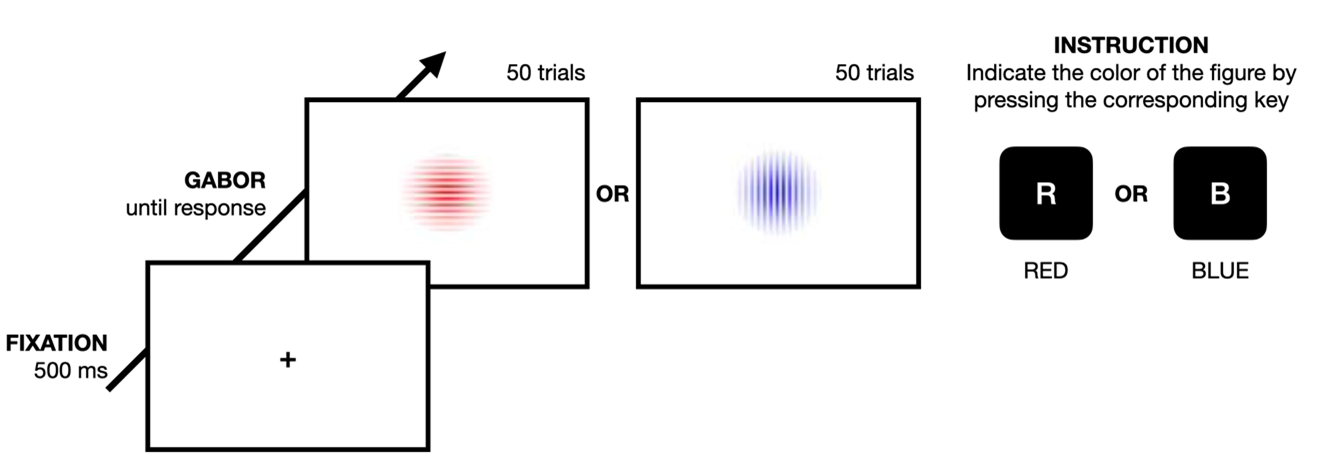 50 trials
50 trials
INSTRUCTION
Indicate the color of the figure by
pressing the corresponding key
GABOR
until response
OR
R
OR
B
RED
BLUE
FIXATION
500 ms
+